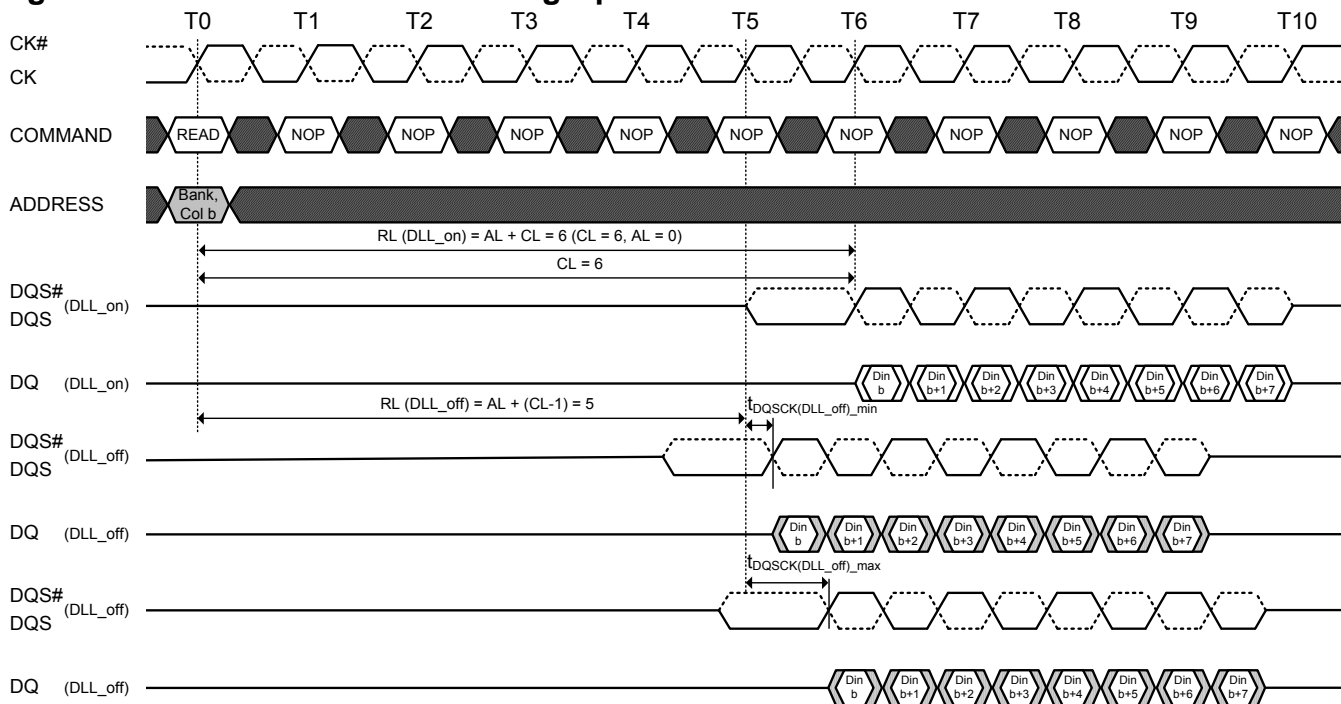 T0 T1 T2 T3 T4 T5 T6 T7 T8 T9 T10
CK#
CK
COMMAND READ NOP NOP NOP NOP NOP NOP NOP NOP NOP NOP
ADDRESS Bank, Col b
RL (DLL_on) = AL + CL = 6 (CL = 6, AL = 0)
CL = 6
DQS# (DLL_on)
DQS
DQ (DLL_on) Din b Din b+1 Din b+2 Din b+3 Din b+4 Din b+5 Din b+6 Din b+7
RL (DLL_off) = AL + (CL-1) = 5 tDQSCK(DLL_off)_min
DQS# (DLL_off)
DQS
DQ (DLL_off) Din b Din b+1 Din b+2 Din b+3 Din b+4 Din b+5 Din b+6 Din b+7
tDQSCK(DLL_off)_max
DQS# (DLL_off)
DQS
DQ (DLL_off) Din b Din b+1 Din b+2 Din b+3 Din b+4 Din b+5 Din b+6 Din b+7